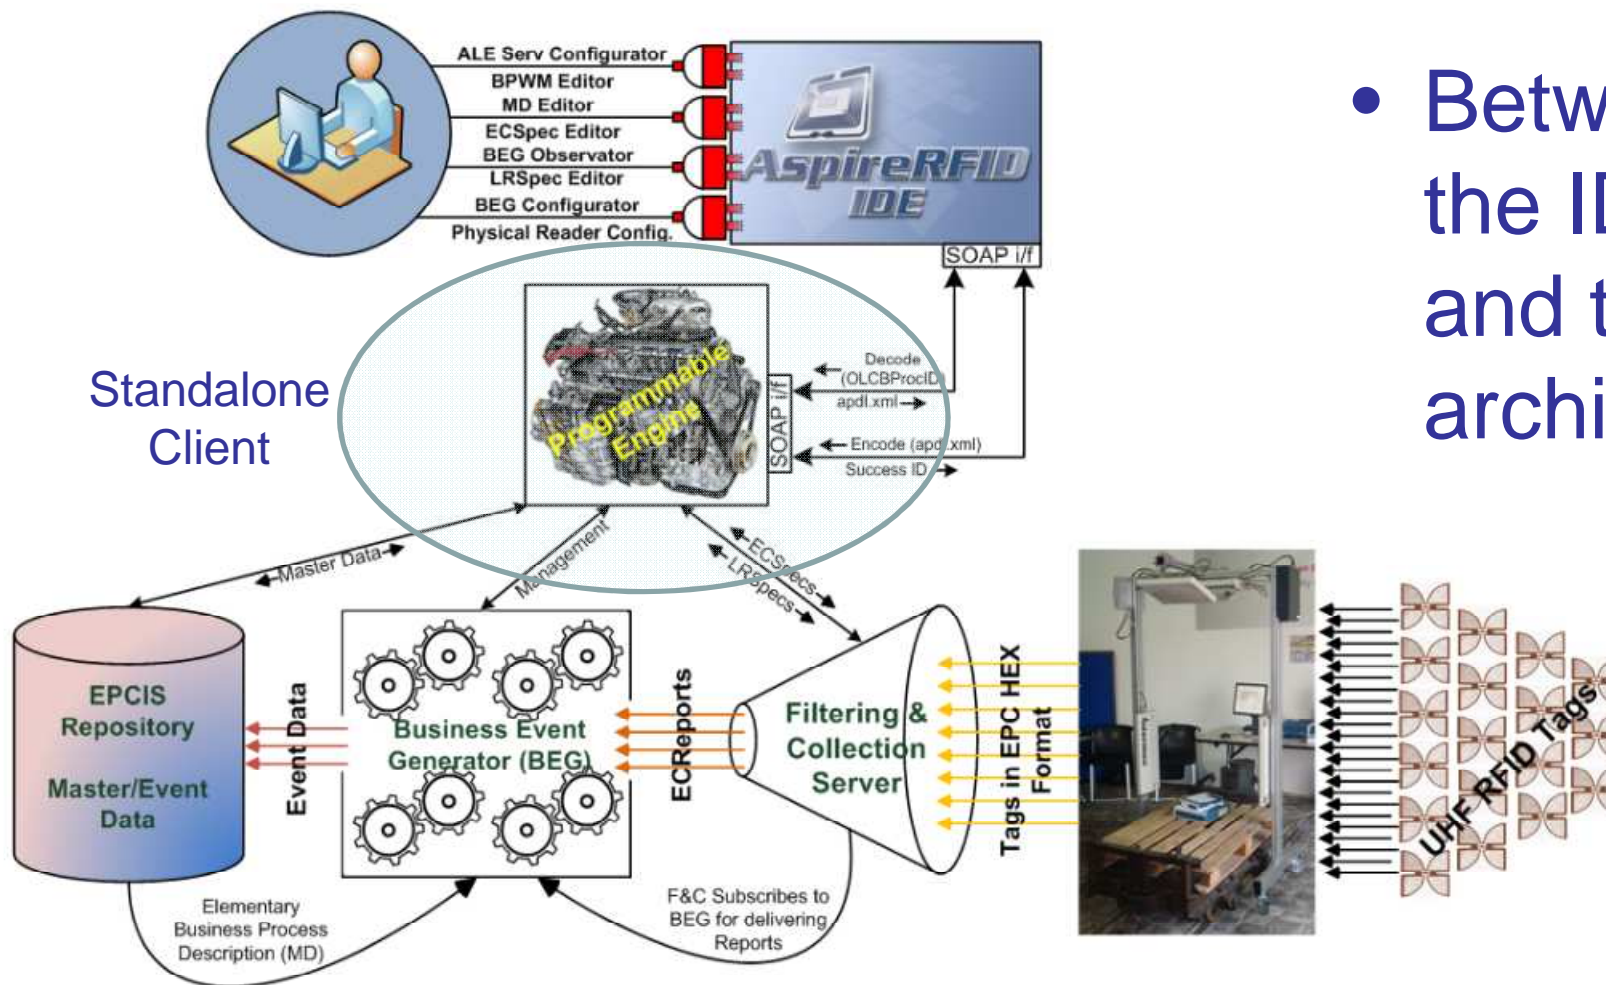 ALE Serv Configurator
BPWM Editor
MD Editor
ECSpec Editor
BEG Observator
LRSpec Editor
BEG Configurator
Physical Reader Config.
AspireRFID
IDE
SOAP i/f
• Betw
the ID
and t
archi
Standalone
Client
Programmable
Engine
SOAP i/f
Decode
(OLCBProcID)
apdl.xml
Encode (apdl.xml)
Success ID
Master Data
Management
ECSpecs
LRspecs
EPCIS
Repository
Master/Event
Data
Event Data
Business Event
Generator (BEG)
ECReports
Filtering &
Collection
Server
Tags in EPC HEX
Format
UHF RFID Tags
Elementary
Business Process
Description (MD)
F&C Subscribes to
BEG for delivering
Reports